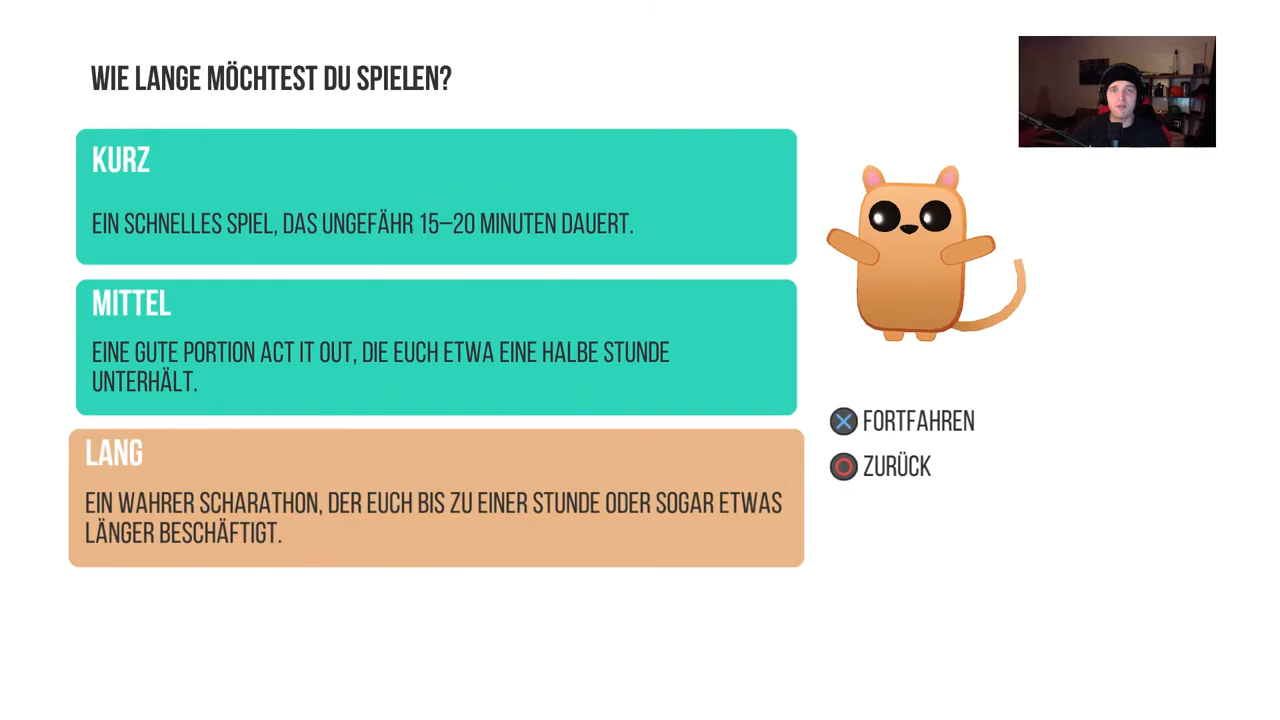 WIE LANGE MÖCHTEST DU SPIELEN?
KURZ
EIN SCHNELLES SPIEL, DAS UNGEFÄHR 15–20 MINUTEN DAUERT.
MITTEL
EINE GUTE PORTION ACT IT OUT, DIE EUCH ETWA EINE HALBE STUNDE
UNTERHÄLT.
LANG
EIN WAHRER SCHARATHON, DER EUCH BIS ZU EINER STUNDE ODER SOGAR ETWAS
LÄNGER BESCHÄFTIGT.
FORTFAHREN
ZURÜCK